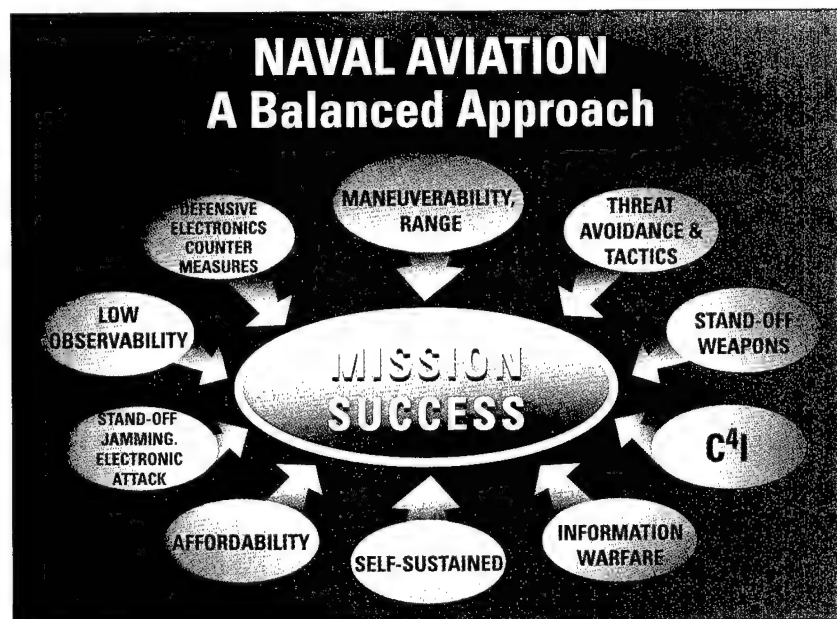 NAVAL AVIATION
A Balanced Approach
MANEUVERABILITY,
RANGE
THREAT
AVOIDANCE &
TACTICS
STAND-OFF
WEAPONS
C⁴I
INFORMATION
WARFARE
SELF-SUSTAINED
AFFORDABILITY
STAND-OFF
JAMMING.
ELECTRONIC
ATTACK
LOW
OBSERVABILITY
DEFENSIVE
ELECTRONICS
COUNTER
MEASURES
MISSION
SUCCESS